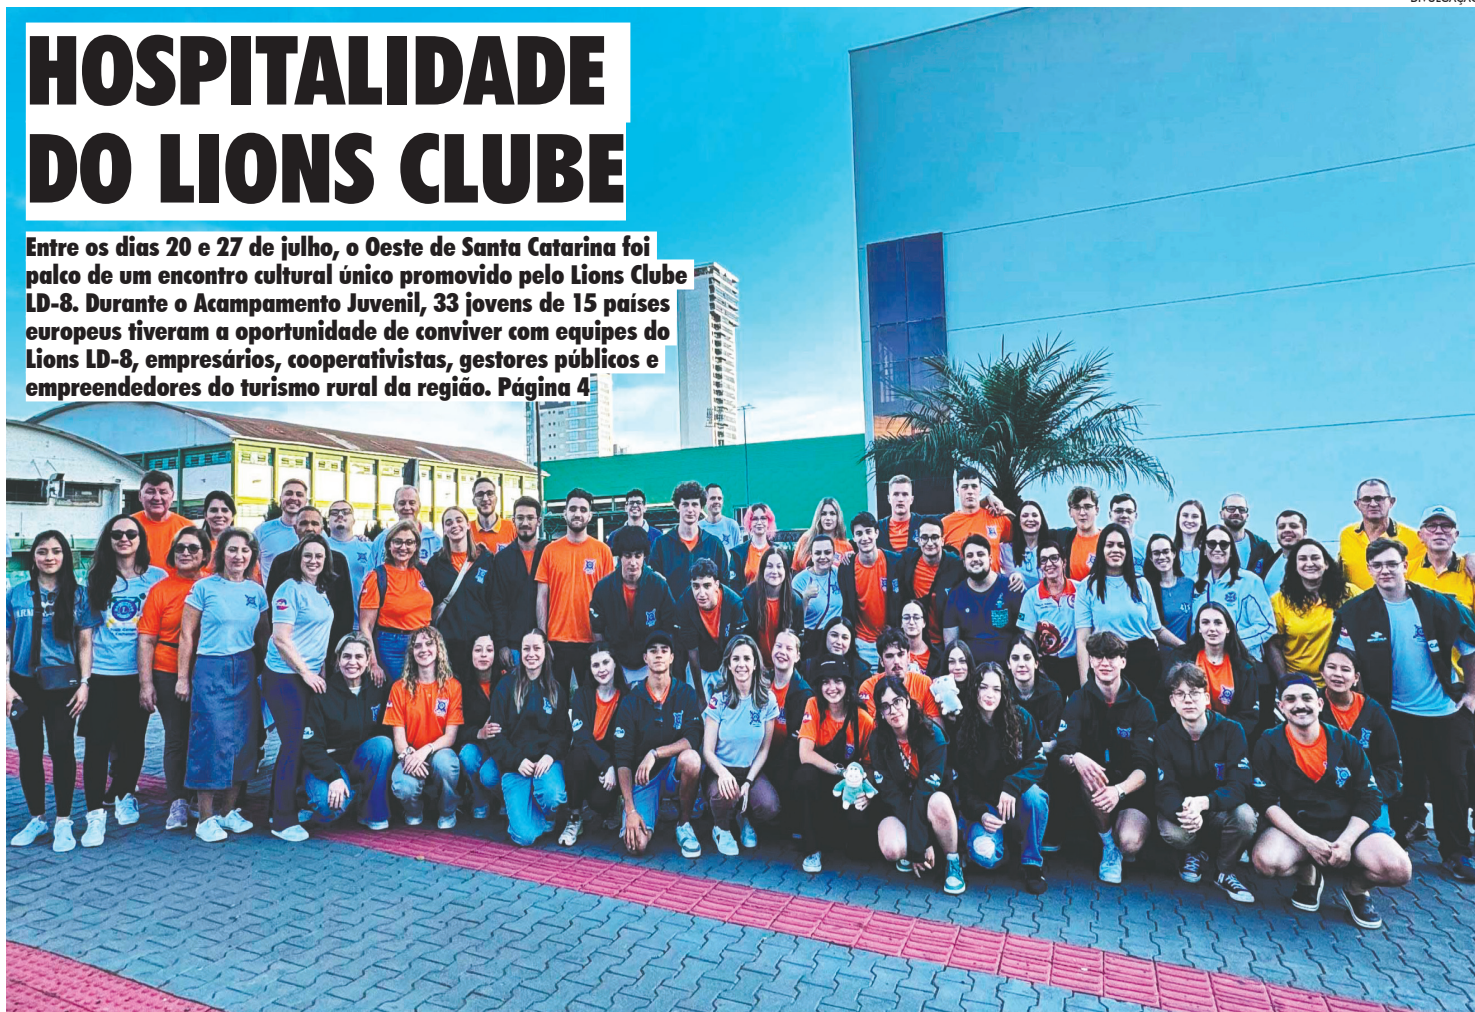 DIVULGAÇÃO
HOSPITALIDADE
DO LIONS CLUBE
Entre os dias 20 e 27 de julho, o Oeste de Santa Catarina foi
palco de um encontro cultural único promovido pelo Lions Clube
LD-8. Durante o Acampamento Juvenil, 33 jovens de 15 países
europeus tiveram a oportunidade de conviver com equipes do
Lions LD-8, empresários, cooperativistas, gestores públicos e
empreendedores do turismo rural da região. Página 4